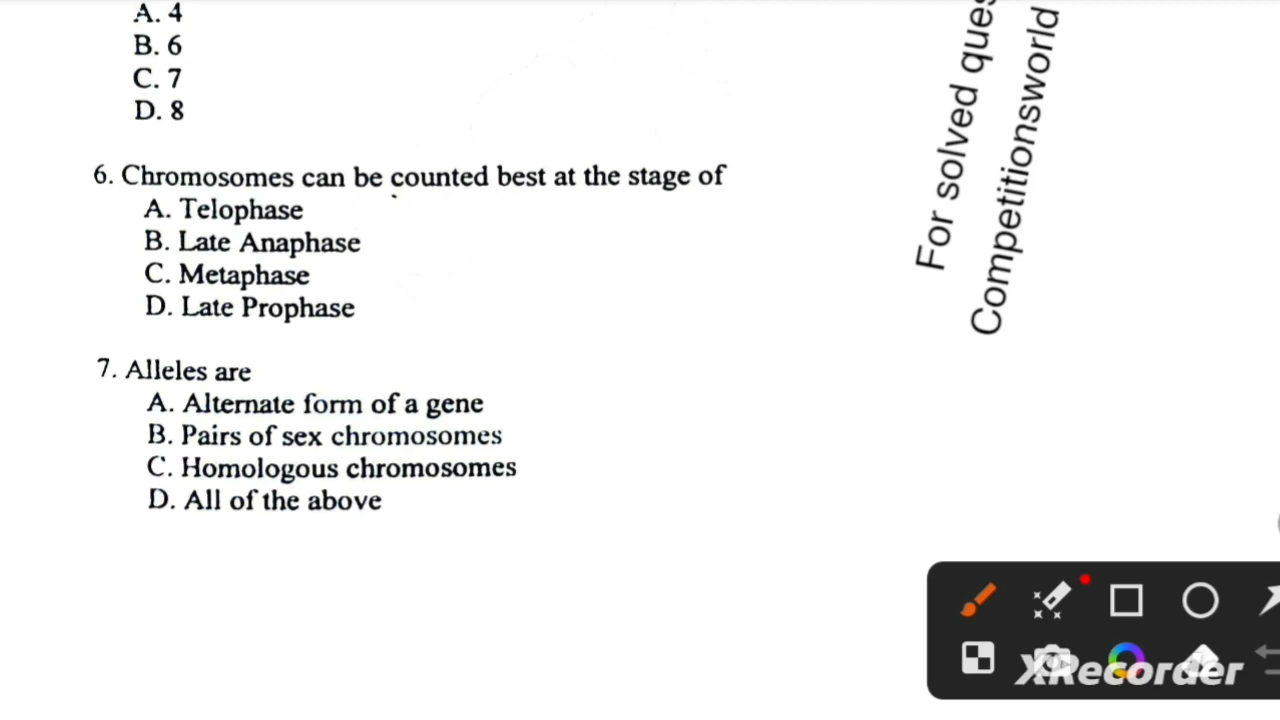 A. 4
B. 6
C. 7
D. 8
6. Chromosomes can be counted best at the stage of
A. Telophase
B. Late Anaphase
C. Metaphase
D. Late Prophase
7. Alleles are
A. Alternate form of a gene
B. Pairs of sex chromosomes
C. Homologous chromosomes
D. All of the above
For solved
Competitionsworld
XRecorder